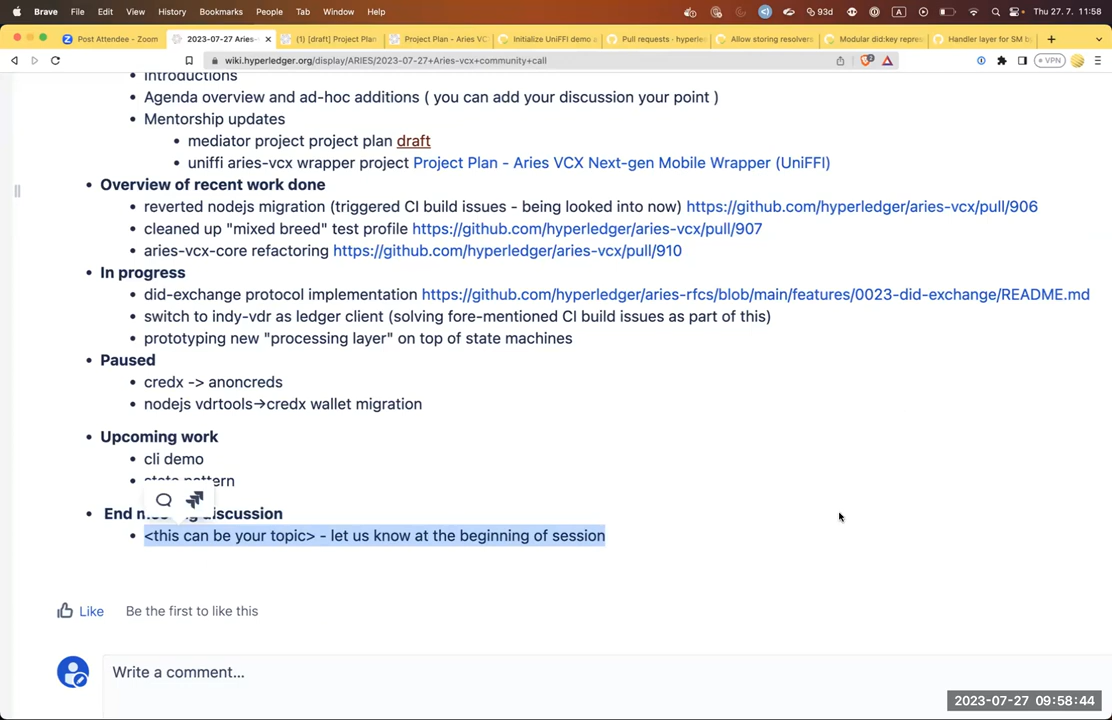 Brave File Edit View History Bookmarks People Tab Window Help 93d A Thu 27. 7. 11:58
Post Attendee - Zoom 2023-07-27 Aries- (1) [draft] Project Plan Project Plan - Aries VC Initialize UniFFI demo a Pull requests · hyperle Allow storing resolvers Modular did:key repre Handler layer for SM b
wiki.hyperledger.org/display/ARIES/2023-07-27+Aries-vcx+community+call VPN
Introductions
Agenda overview and ad-hoc additions ( you can add your discussion your point )
Mentorship updates
mediator project project plan draft
uniffi aries-vcx wrapper project Project Plan - Aries VCX Next-gen Mobile Wrapper (UniFFI)
Overview of recent work done
reverted nodejs migration (triggered CI build issues - being looked into now) https://github.com/hyperledger/aries-vcx/pull/906
cleaned up "mixed breed" test profile https://github.com/hyperledger/aries-vcx/pull/907
aries-vcx-core refactoring https://github.com/hyperledger/aries-vcx/pull/910
In progress
did-exchange protocol implementation https://github.com/hyperledger/aries-rfcs/blob/main/features/0023-did-exchange/README.md
switch to indy-vdr as ledger client (solving fore-mentioned CI build issues as part of this)
prototyping new "processing layer" on top of state machines
Paused
credx -> anoncreds
nodejs vdrtools→credx wallet migration
Upcoming work
cli demo
state pattern
End discussion
<this can be your topic> - let us know at the beginning of session
Like Be the first to like this
Write a comment…
2023-07-27 09:58:44